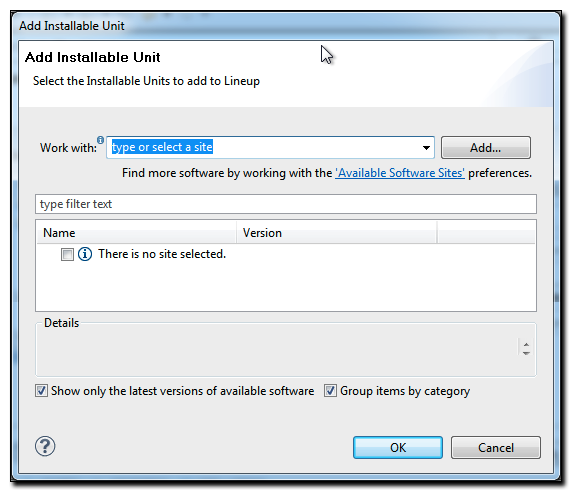 Add Installable Unit
Add Installable Unit
Select the Installable Units to add to Lineup
Work with: type or select a site Add...
Find more software by working with the 'Available Software Sites' preferences.
type filter text
Name Version
There is no site selected.
Details
Show only the latest versions of available software Group items by category
? OK Cancel